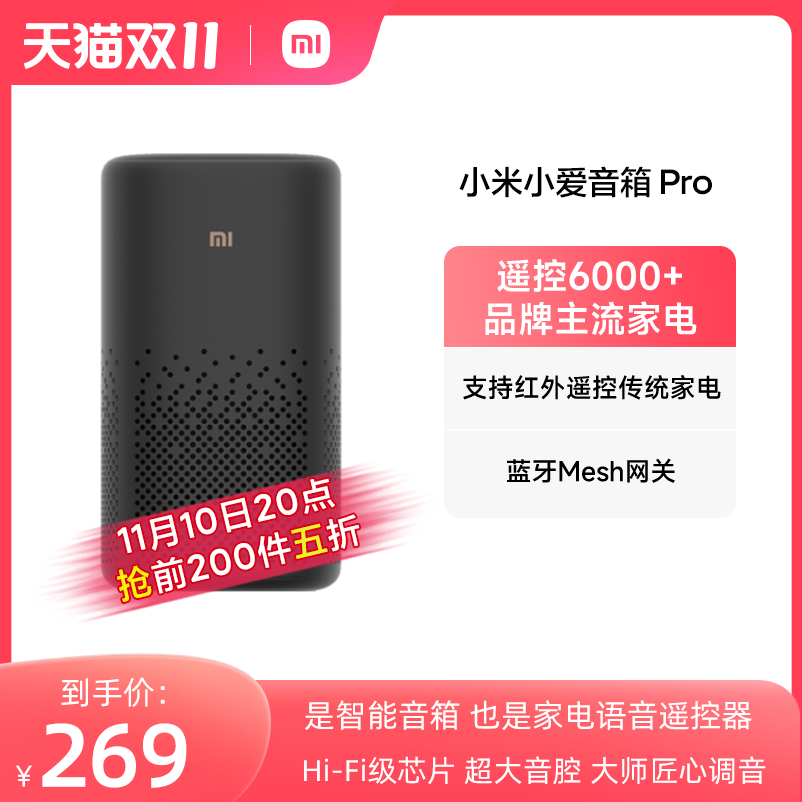 天猫双11
mi
小米小爱音箱 Pro
mi
遥控6000+
品牌主流家电
支持红外遥控传统家电
蓝牙Mesh网关
11月10日20点
抢前200件五折
到手价：
¥269
是智能音箱 也是家电语音遥控器
Hi-Fi级芯片 超大音腔 大师匠心调音